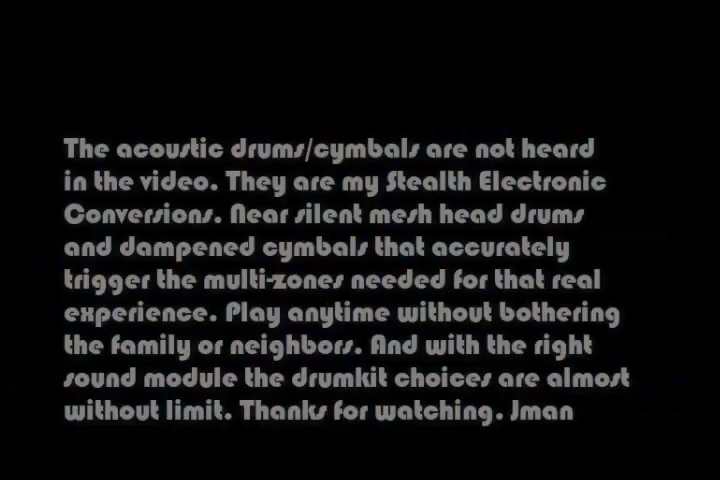 The acoustic drums/cymbals are not heard
in the video. They are my Stealth Electronic
Conversions. Near silent mesh head drums
and dampened cymbals that accurately
trigger the multi-zones needed for that real
experience. Play anytime without bothering
the family or neighbors. And with the right
sound module the drumkit choices are almost
without limit. Thanks for watching. Jman